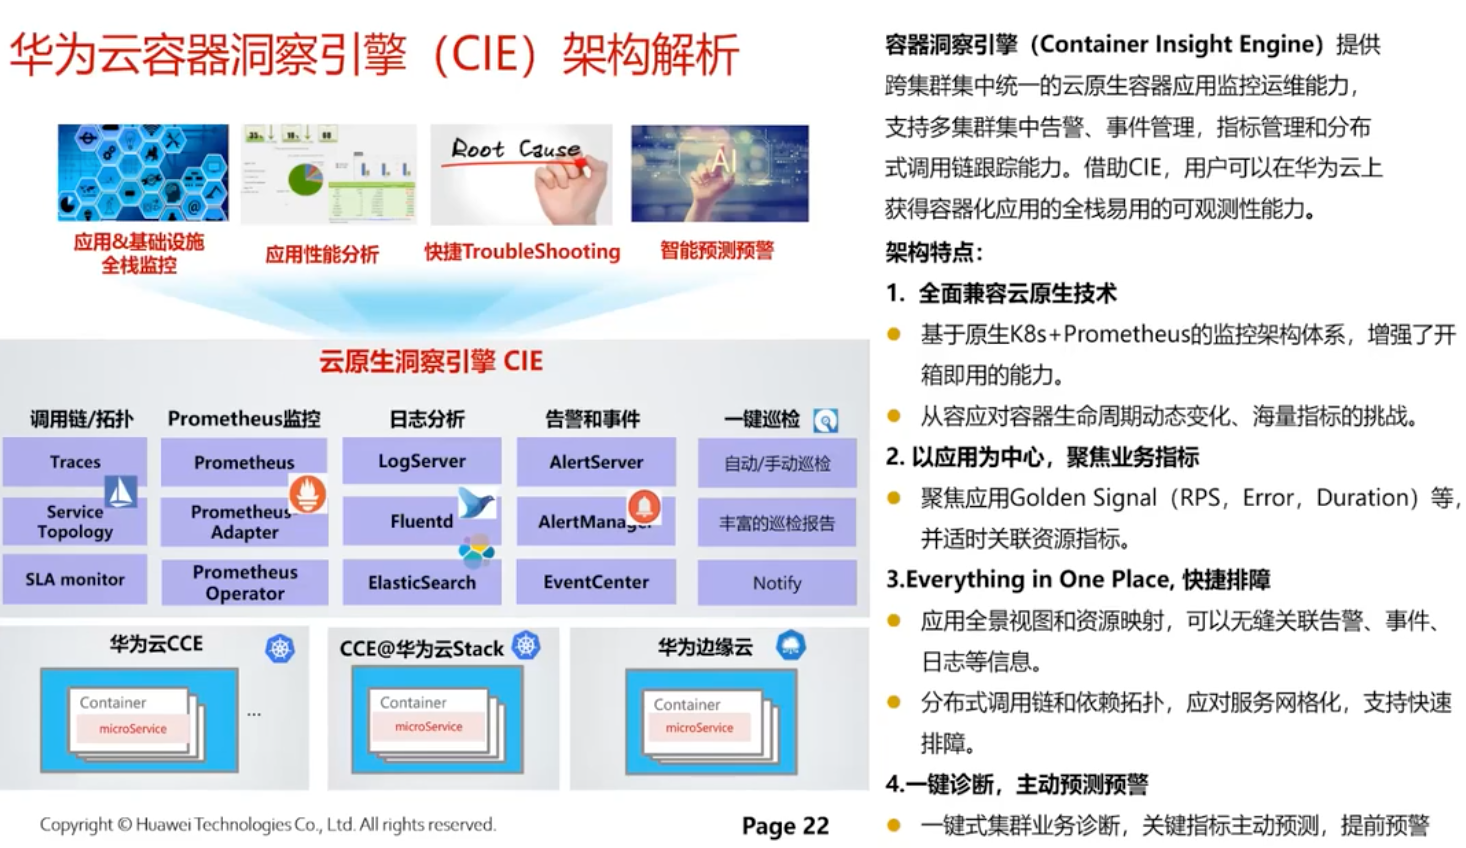 华为云容器洞察引擎（CIE）架构解析
Root Cause
AI
应用&基础设施
全栈监控
应用性能分析
快捷TroubleShooting
智能预测预警
云原生洞察引擎 CIE
调用链/拓扑
Prometheus监控
日志分析
告警和事件
一键巡检
Traces
Prometheus
LogServer
AlertServer
自动/手动巡检
Service
Topology
Prometheus
Adapter
Fluentd
AlertManager
丰富的巡检报告
SLA monitor
Prometheus
Operator
ElasticSearch
EventCenter
Notify
华为云CCE
CCE@华为云Stack
华为边缘云
Container
microService
...
Container
microService
Container
microService
Copyright © Huawei Technologies Co., Ltd. All rights reserved.
Page 22
容器洞察引擎（Container Insight Engine）提供
跨集群集中统一的云原生容器应用监控运维能力，
支持多集群集中告警、事件管理，指标管理和分布
式调用链跟踪能力。借助CIE，用户可以在华为云上
获得容器化应用的全栈易用的可观测性能力。
架构特点：
1. 全面兼容云原生技术
基于原生K8s+Prometheus的监控架构体系，增强了开
箱即用的能力。
从容应对容器生命周期动态变化、海量指标的挑战。
2. 以应用为中心，聚焦业务指标
聚焦应用Golden Signal（RPS，Error，Duration）等，
并适时关联资源指标。
3.Everything in One Place, 快捷排障
应用全景视图和资源映射，可以无缝关联告警、事件、
日志等信息。
分布式调用链和依赖拓扑，应对服务网格化，支持快速
排障。
4.一键诊断，主动预测预警
一键式集群业务诊断，关键指标主动预测，提前预警